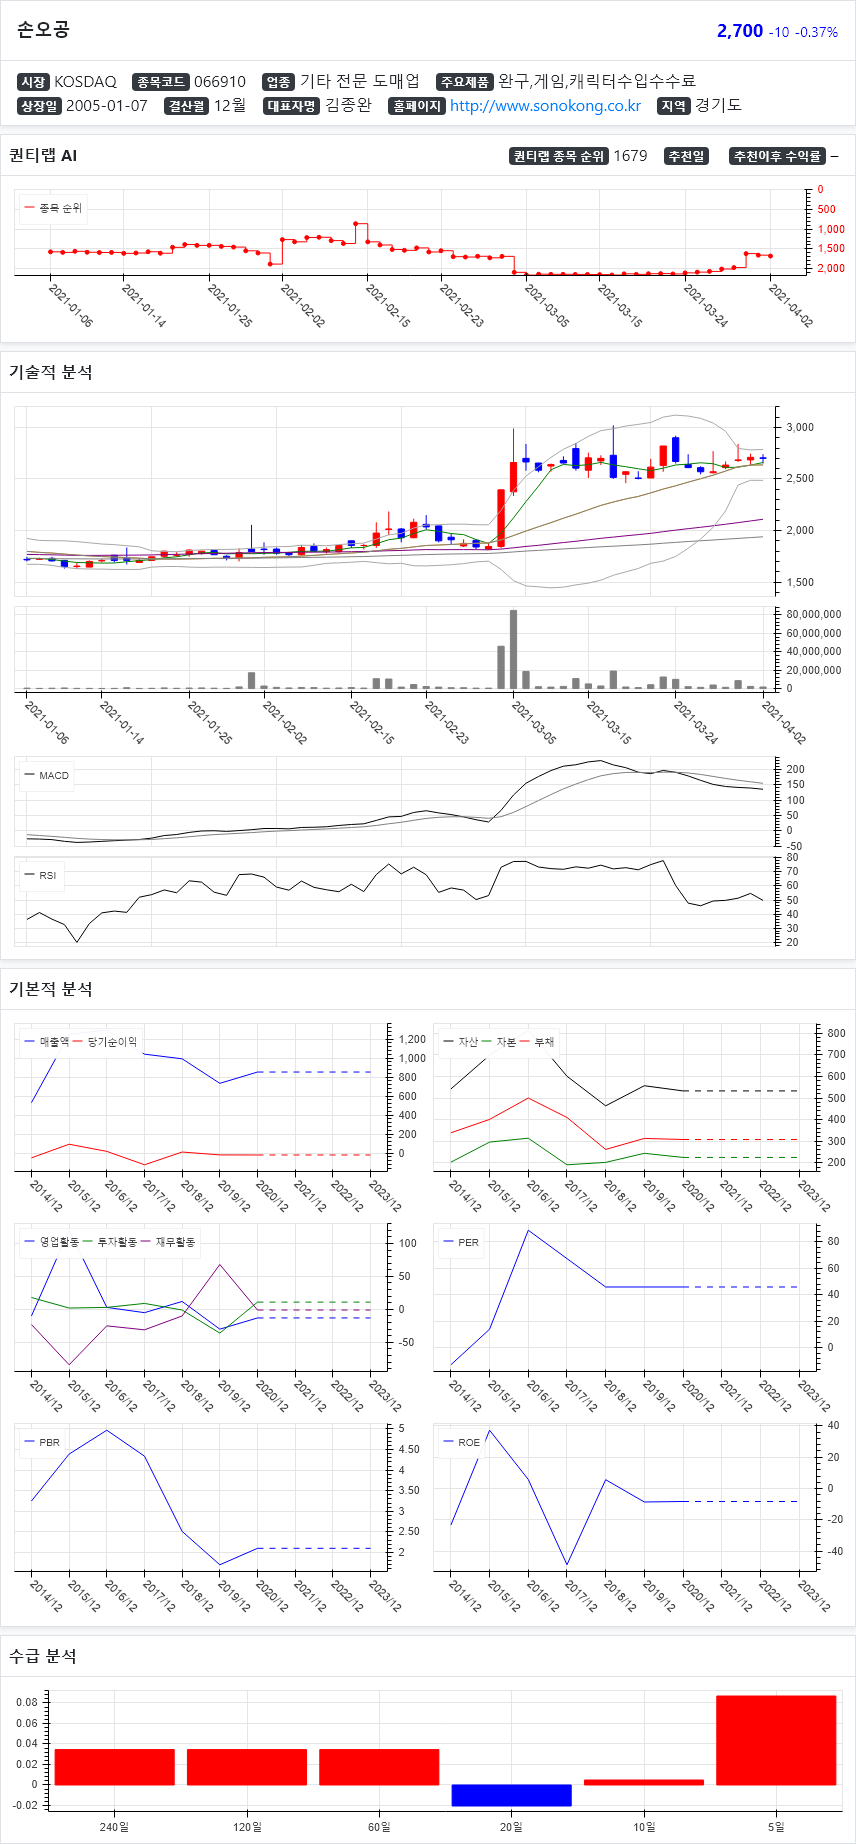 손오공
2,700 -10 -0.37%
시장 KOSDAQ 종목코드 066910 업종 기타 전문 도매업 주요제품 완구,게임,캐릭터수입수수료
상장일 2005-01-07 결산월 12월 대표자명 김종완 홈페이지 http://www.sonokong.co.kr 지역 경기도
퀀티랩 AI
퀀티랩 종목 순위 1679 추천일 추천이후 수익률 –
종목 순위
0
500
1,000
1,500
2,000
2021-01-06 2021-01-14 2021-01-25 2021-02-02 2021-02-15 2021-02-23 2021-03-05 2021-03-15 2021-03-24 2021-04-02
기술적 분석
3,000
2,500
2,000
1,500
80,000,000
60,000,000
40,000,000
20,000,000
0
2021-01-06 2021-01-14 2021-01-25 2021-02-02 2021-02-15 2021-02-23 2021-03-05 2021-03-15 2021-03-24 2021-04-02
MACD
200
150
100
50
0
-50
RSI
80
70
60
50
40
30
20
기본적 분석
매출액 당기순이익
1,200
1,000
800
600
400
200
0
2014/12 2015/12 2016/12 2017/12 2018/12 2019/12 2020/12 2021/12 2022/12 2023/12
자산 자본 부채
800
700
600
500
400
300
200
2014/12 2015/12 2016/12 2017/12 2018/12 2019/12 2020/12 2021/12 2022/12 2023/12
영업활동 투자활동 재무활동
100
50
0
-50
2014/12 2015/12 2016/12 2017/12 2018/12 2019/12 2020/12 2021/12 2022/12 2023/12
PER
80
60
40
20
0
2014/12 2015/12 2016/12 2017/12 2018/12 2019/12 2020/12 2021/12 2022/12 2023/12
PBR
5
4.50
4
3.50
3
2.50
2
2014/12 2015/12 2016/12 2017/12 2018/12 2019/12 2020/12 2021/12 2022/12 2023/12
ROE
40
20
0
-20
-40
2014/12 2015/12 2016/12 2017/12 2018/12 2019/12 2020/12 2021/12 2022/12 2023/12
수급 분석
0.08
0.06
0.04
0.02
0
-0.02
240일 120일 60일 20일 10일 5일